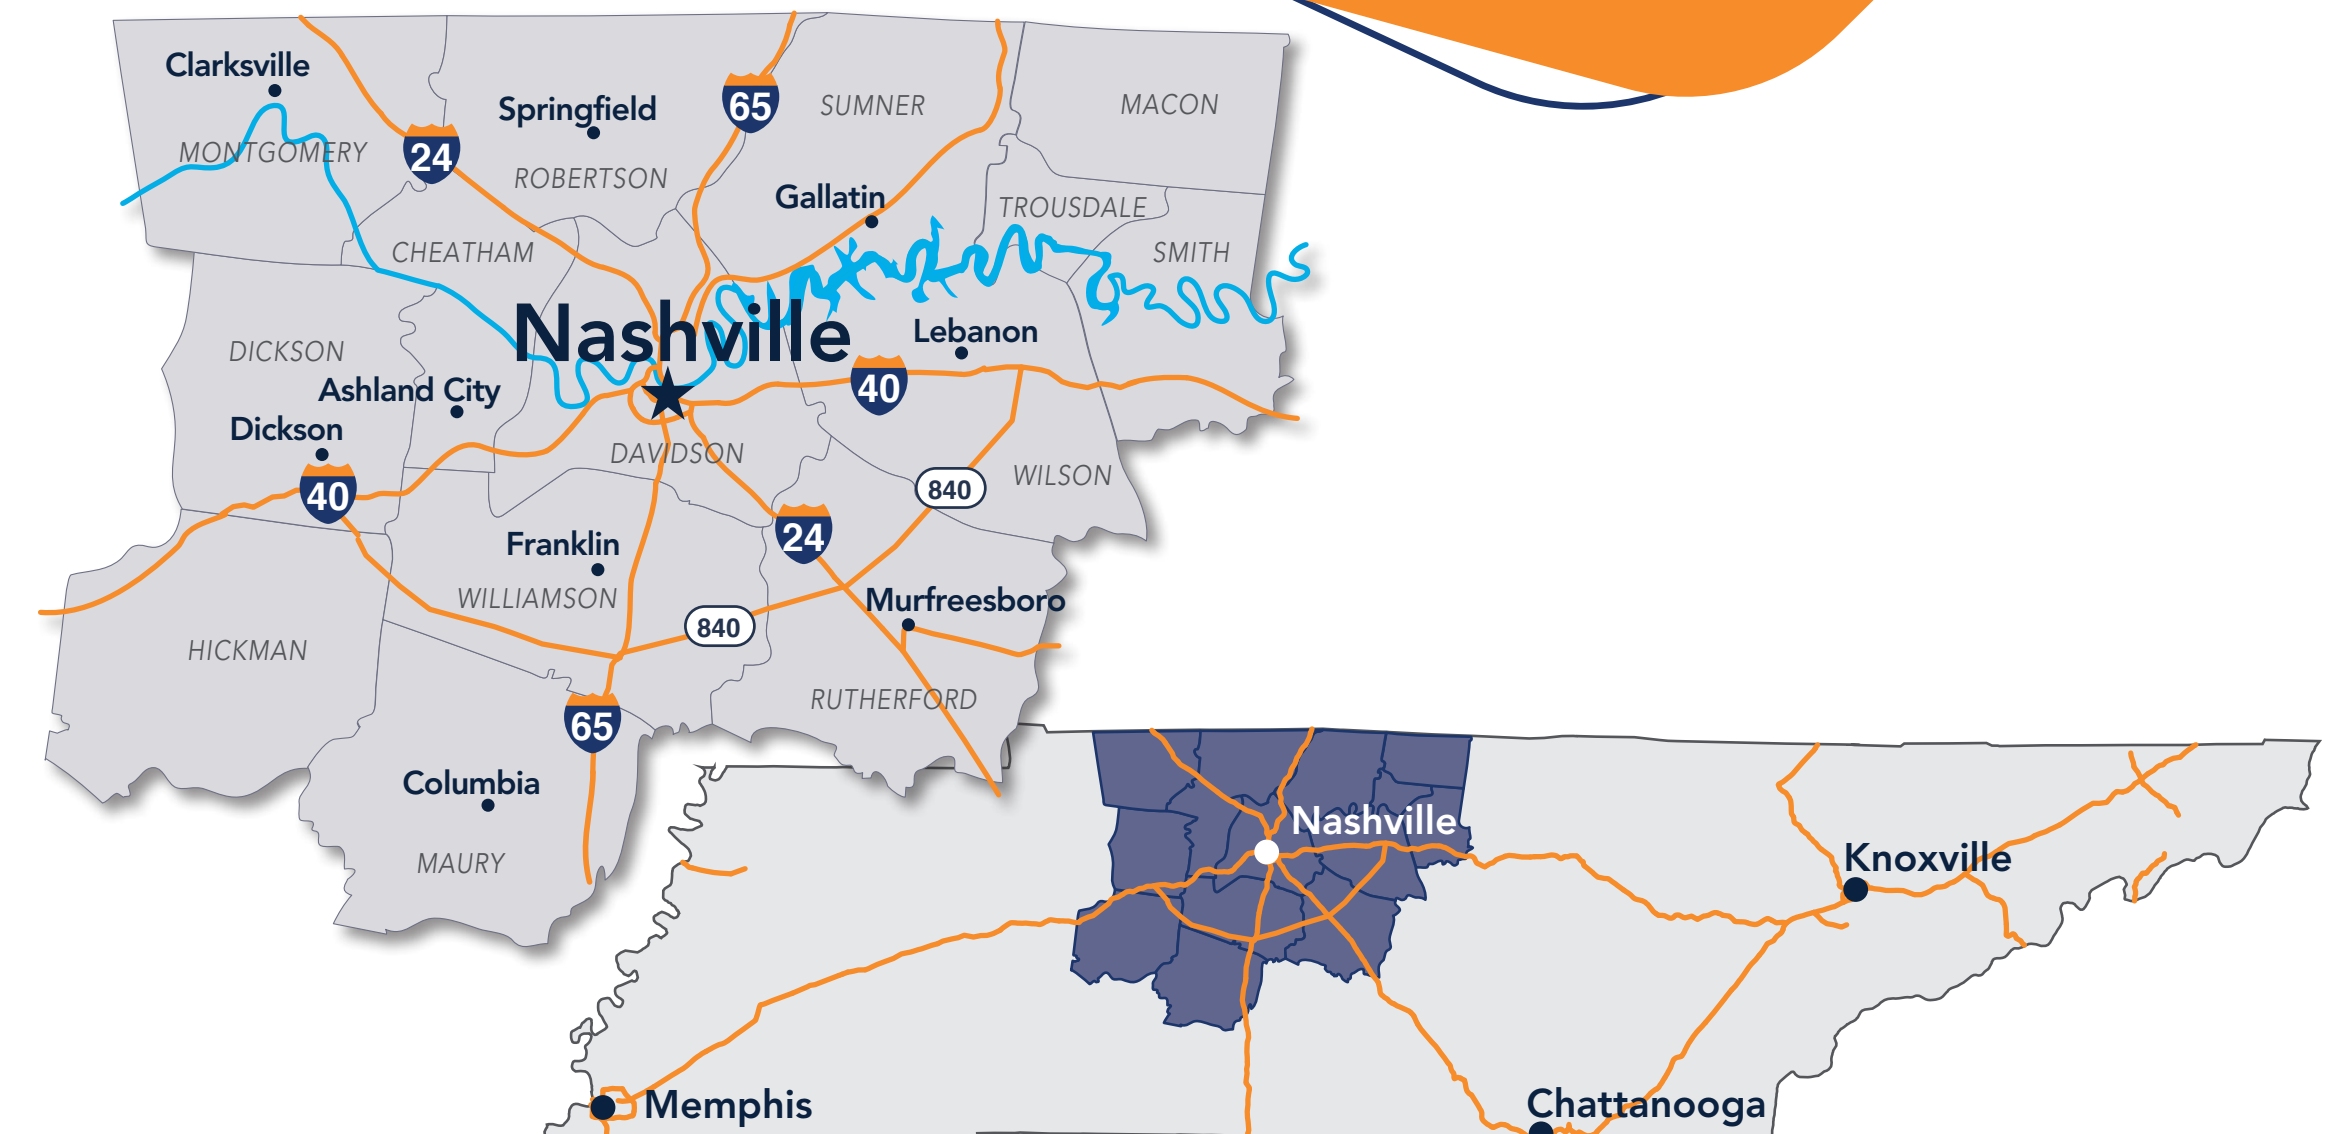 Clarksville
65
Springfield
SUMNER
MACON
MONTGOMERY
24
ROBERTSON
Gallatin
TROUSDALE
CHEATHAM
SMITH
Nashville
Lebanon
DICKSON
Ashland City
40
Dickson
DAVIDSON
WILSON
40
840
24
Franklin
WILLIAMSON
Murfreesboro
840
HICKMAN
RUTHERFORD
65
Columbia
MAURY
Nashville
Knoxville
Memphis
Chattanooga